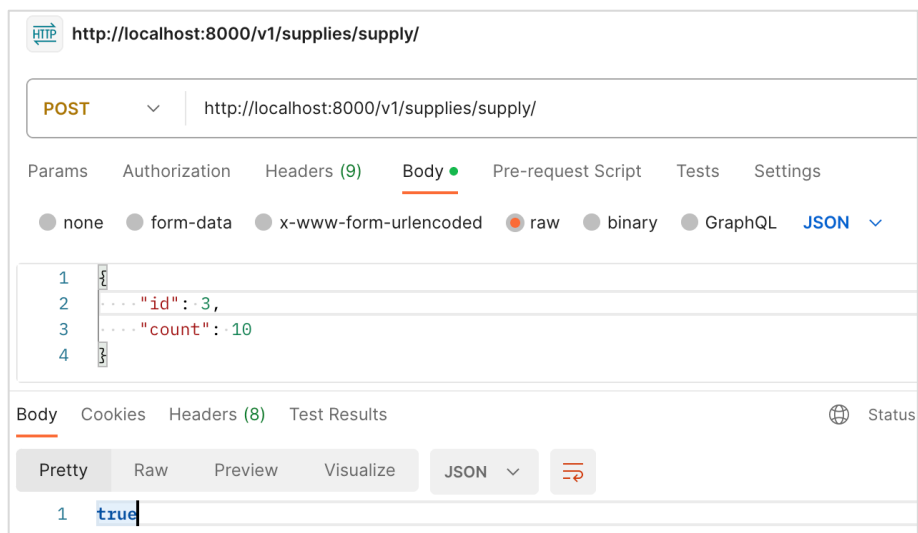 HTTP http://localhost:8000/v1/supplies/supply/
POST http://localhost:8000/v1/supplies/supply/
Params Authorization Headers (9) Body Pre-request Script Tests Settings
none form-data x-www-form-urlencoded raw binary GraphQL JSON
1 {
2 "id": 3,
3 "count": 10
4 }
Body Cookies Headers (8) Test Results Status
Pretty Raw Preview Visualize JSON
1 true